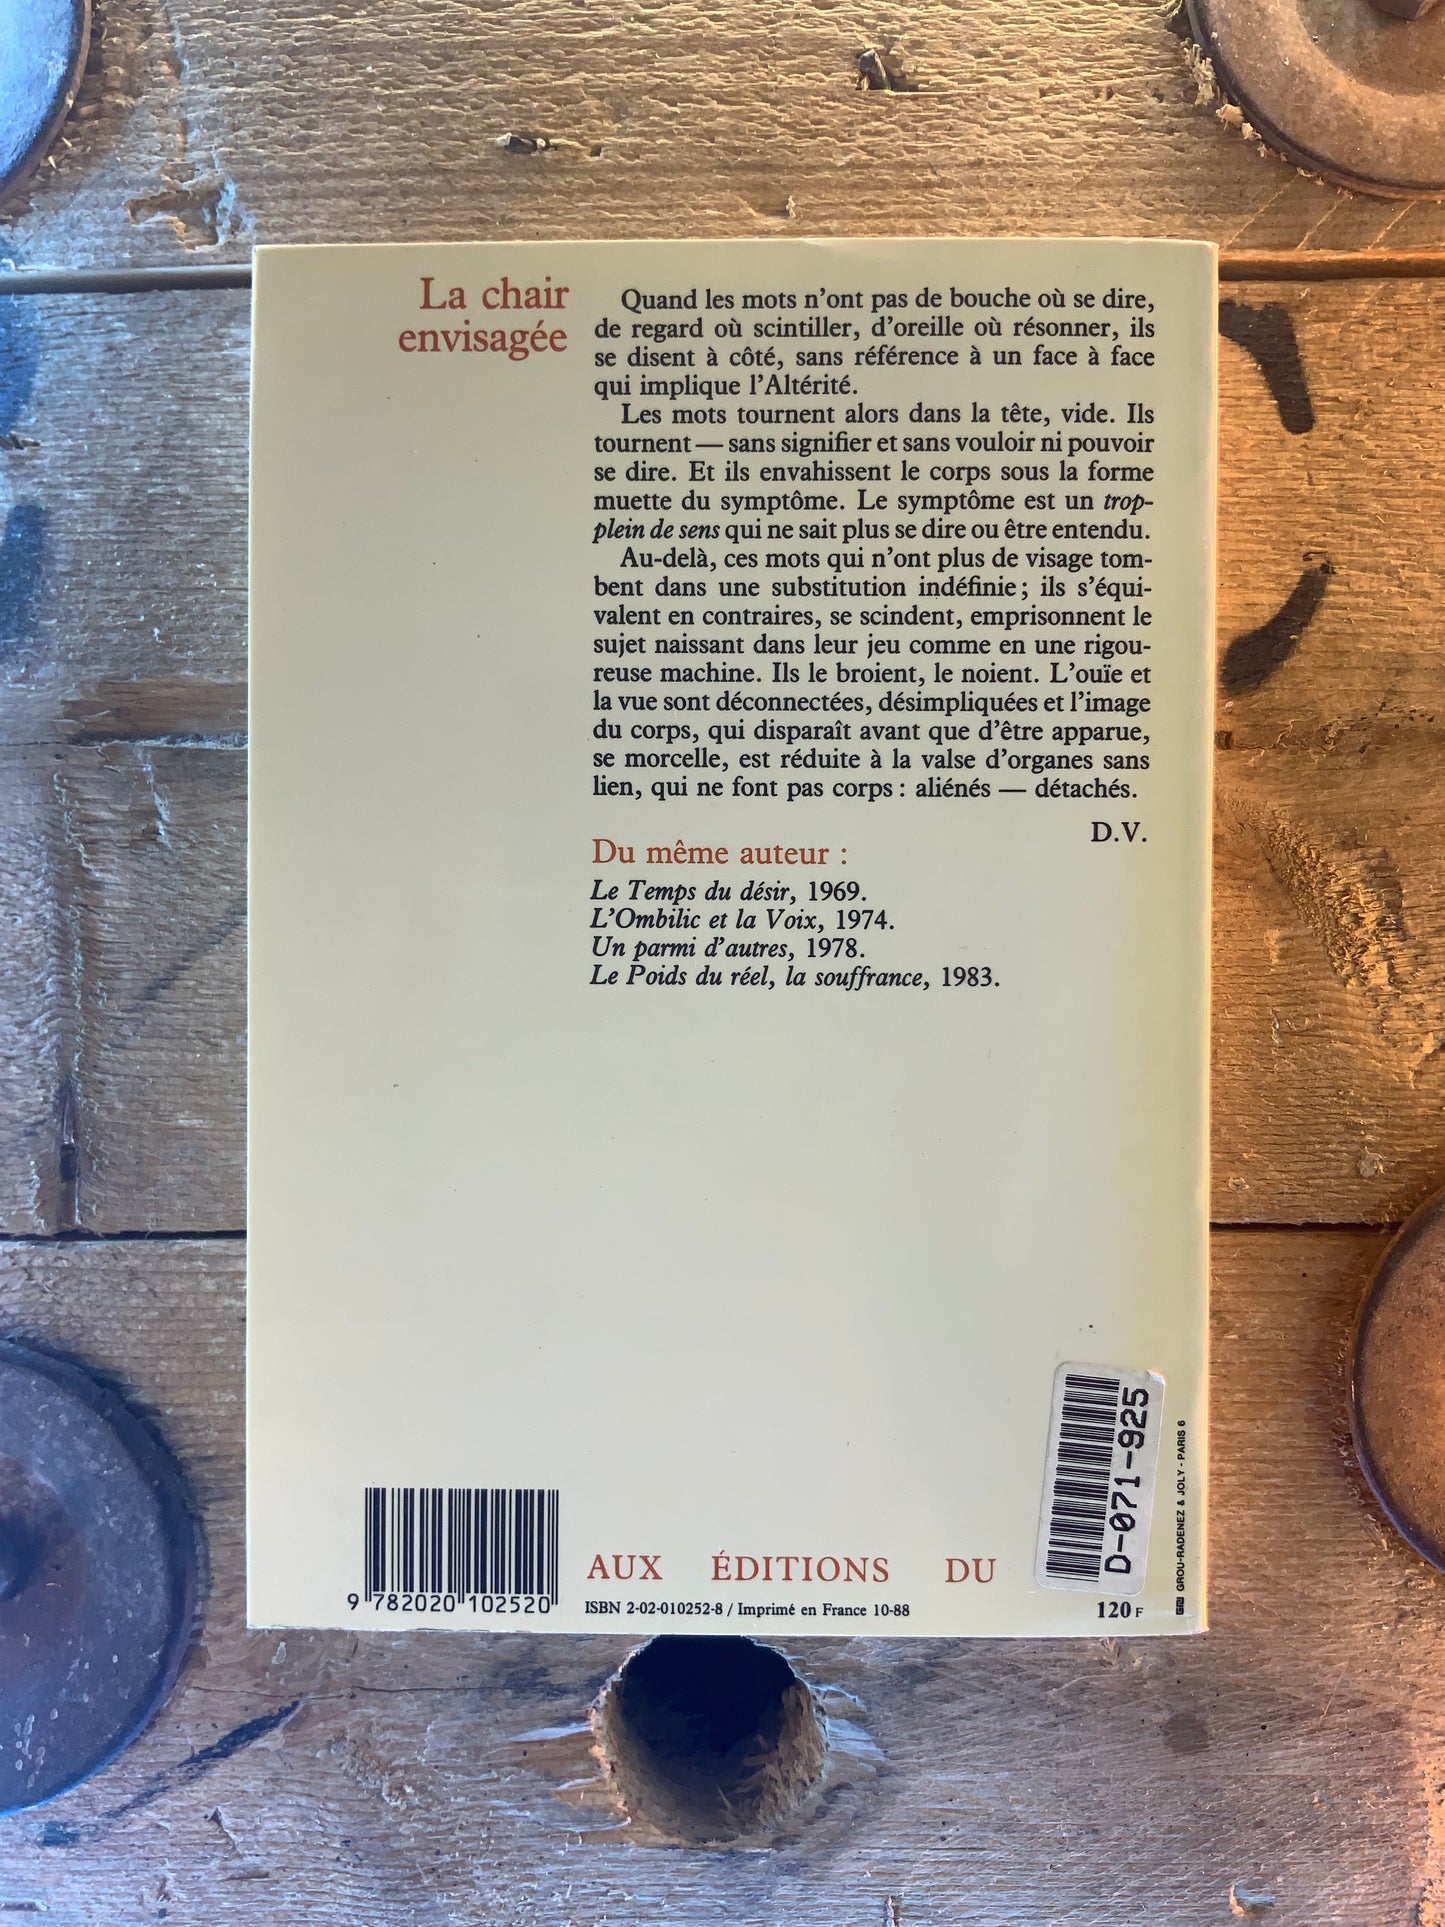 La chair
envisagée
Quand les mots n'ont pas de bouche où se dire,
de regard où scintiller, d'oreille où résonner, ils
se disent à côté, sans référence à un face à face
qui implique l'Altérité.
Les mots tournent alors dans la tête, vide. Ils
tournent — sans signifier et sans vouloir ni pouvoir
se dire. Et ils envahissent le corps sous la forme
muette du symptôme. Le symptôme est un trop-
plein de sens qui ne sait plus se dire ou être entendu.
Au-delà, ces mots qui n'ont plus de visage tom-
bent dans une substitution indéfinie ; ils s'équi-
valent en contraires, se scindent, emprisonnent le
sujet naissant dans leur jeu comme en une rigou-
reuse machine. Ils le broient, le noient. L'ouïe et
la vue sont déconnectées, désimpliquées et l'image
du corps, qui disparaît avant que d'être apparue,
se morcelle, est réduite à la valse d'organes sans
lien, qui ne font pas corps : aliénés — détachés.
D.V.
Du même auteur :
Le Temps du désir, 1969.
L'Ombilic et la Voix, 1974.
Un parmi d'autres, 1978.
Le Poids du réel, la souffrance, 1983.
D-071-925
GROU-RADENEZ & JOLY - PARIS 6
AUX ÉDITIONS DU
9 782020 102520
ISBN 2-02-010252-8 / Imprimé en France 10-88
120 F